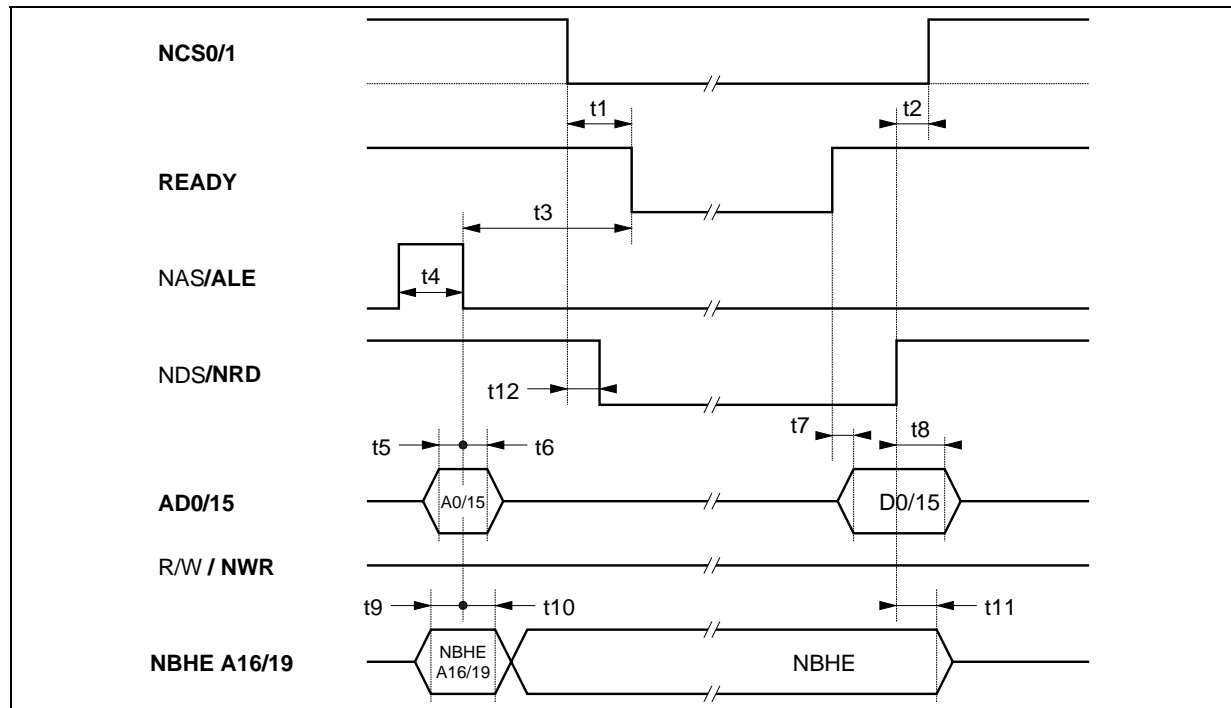 NCS0/1
t1
t2
READY
t3
NAS/ALE
t4
NDS/NRD
t12
t7
t8
t5
t6
AD0/15
A0/15
D0/15
R/W / NWR
t9
t10
t11
NBHE A16/19
NBHE
A16/19
NBHE